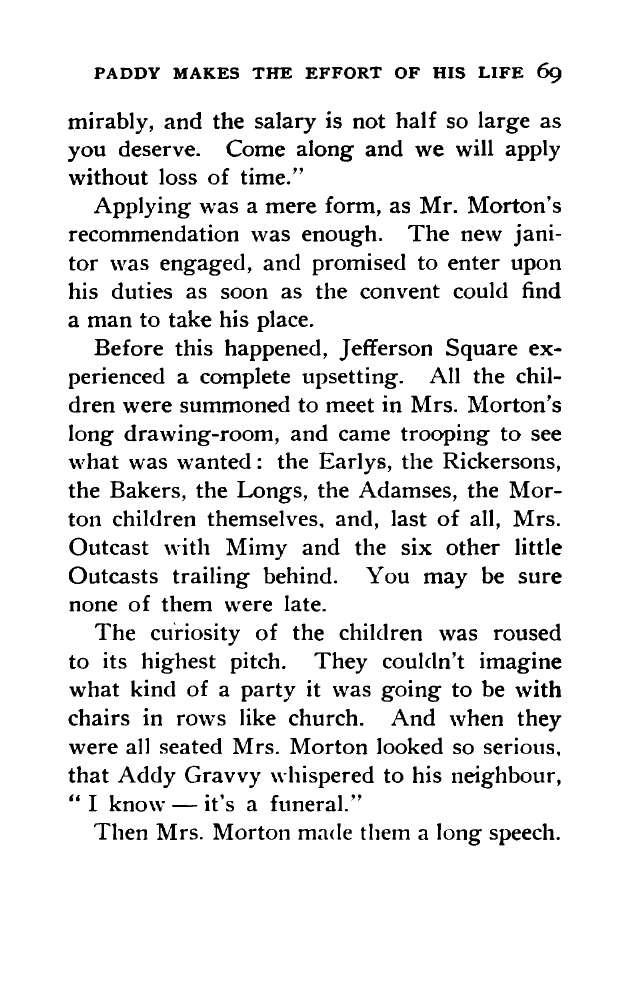 PADDY MAKES THE EFFORT OF HIS LIFE 69
mirably, and the salary is not half so large as
you deserve. Come along and we will apply
without loss of time.”
Applying was a mere form, as Mr. Morton’s
recommendation was enough. The new jani-
tor was engaged, and promised to enter upon
his duties as soon as the convent could find
a man to take his place.
Before this happened, Jefferson Square ex-
perienced a complete upsetting. All the chil-
dren were summoned to meet in Mrs. Morton’s
long drawing-room, and came trooping to see
what was wanted: the Earlys, the Rickersons,
the Bakers, the Longs, the Adamses, the Mor-
ton children themselves, and, last of all, Mrs.
Outcast with Mimy and the six other little
Outcasts trailing behind. You may be sure
none of them were late.
The curiosity of the children was roused
to its highest pitch. They couldn’t imagine
what kind of a party it was going to be with
chairs in rows like church. And when they
were all seated Mrs. Morton looked so serious,
that Addy Gravvy whispered to his neighbour,
“ I know — it’s a funeral.”
Then Mrs. Morton made them a long speech.